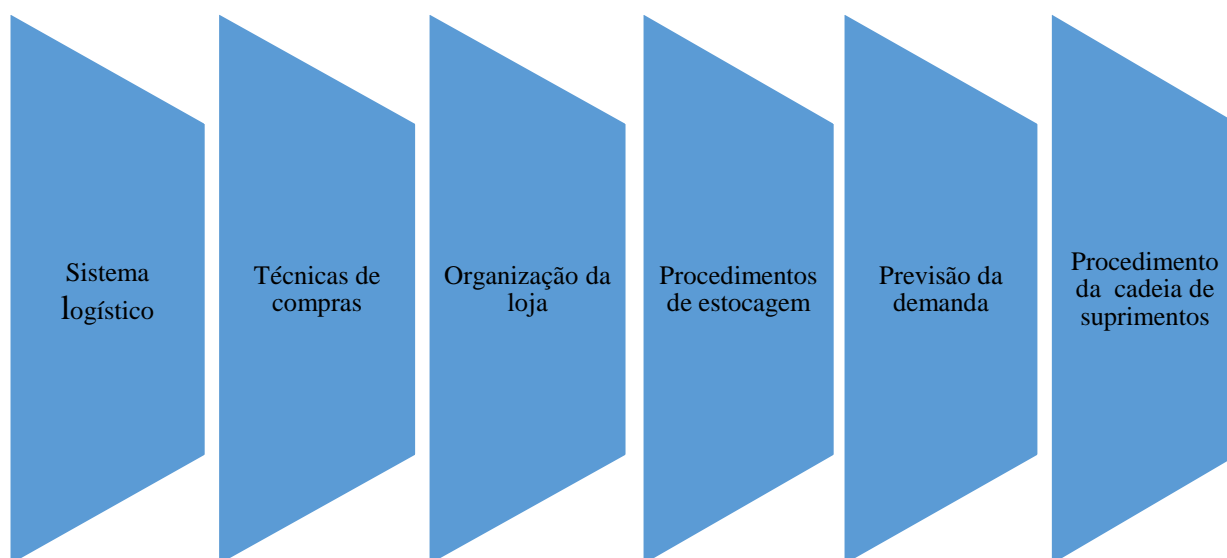 Sistema
logístico
Técnicas de
compras
Organização da
loja
Procedimentos
de estocagem
Previsão da
demanda
Procedimento
da cadeia de
suprimentos